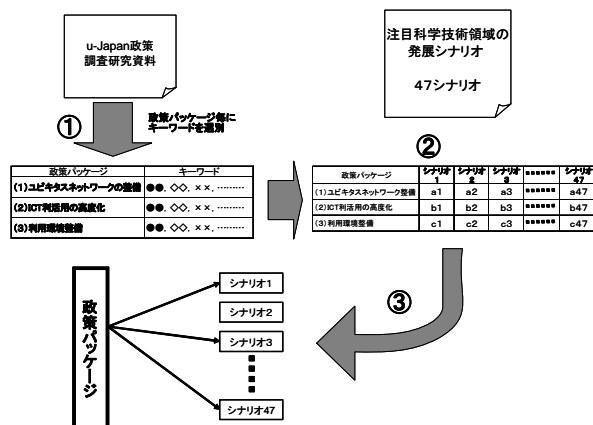 u-Japan政策
調査研究資料
注目科学技術領域の
発展シナリオ
47シナリオ
①
政策パッケージ毎に
キーワードを選別
②
政策パッケージ キーワード
(1)ユビキタスネットワークの整備 ●●, ◇◇, ××, ………
(2)ICT利活用の高度化 ●●, ◇◇, ××, ………
(3)利用環境整備 ●●, ◇◇, ××, ………
政策パッケージ シナリオ1 シナリオ2 シナリオ3 ▪▪▪▪▪▪ シナリオ47
(1)ユビキタスネットワーク整備 a1 a2 a3 ▪▪▪▪▪▪ a47
(2)ICT利活用の高度化 b1 b2 b3 ▪▪▪▪▪▪ b47
(3)利用環境整備 c1 c2 c3 ▪▪▪▪▪▪ c47
③
政策パッケージ
シナリオ1
シナリオ2
シナリオ3
シナリオ47